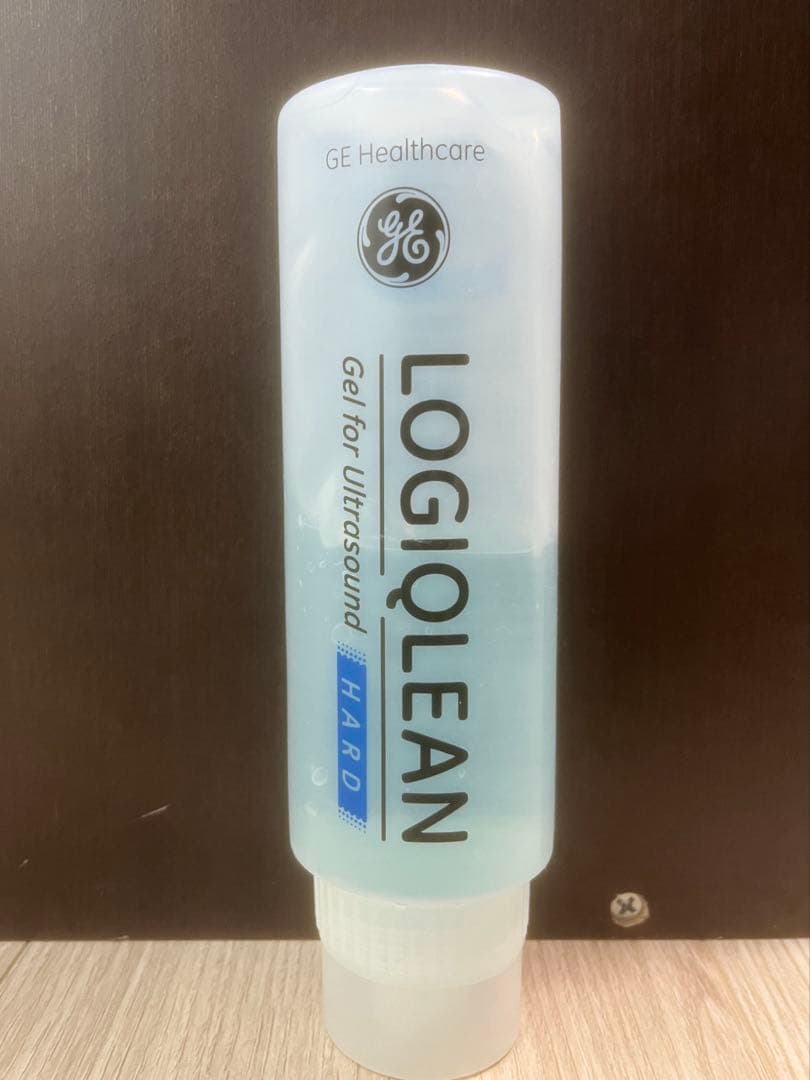 GE Healthcare
GE
LOGIQLEAN
Gel for Ultrasound
HARD